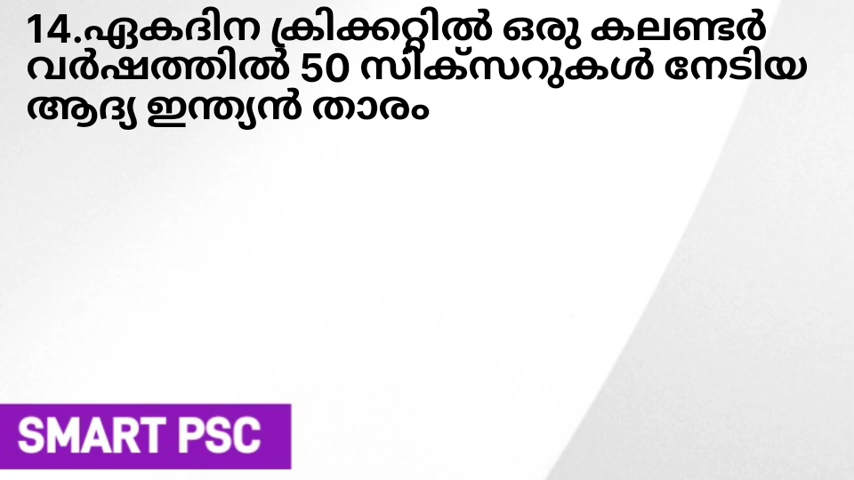 14.ഏകദിന ക്രിക്കറ്റിൽ ഒരു കലണ്ടർ
വർഷത്തിൽ 50 സിക്സറുകൾ നേടിയ
ആദ്യ ഇന്ത്യൻ താരം
SMART PSC